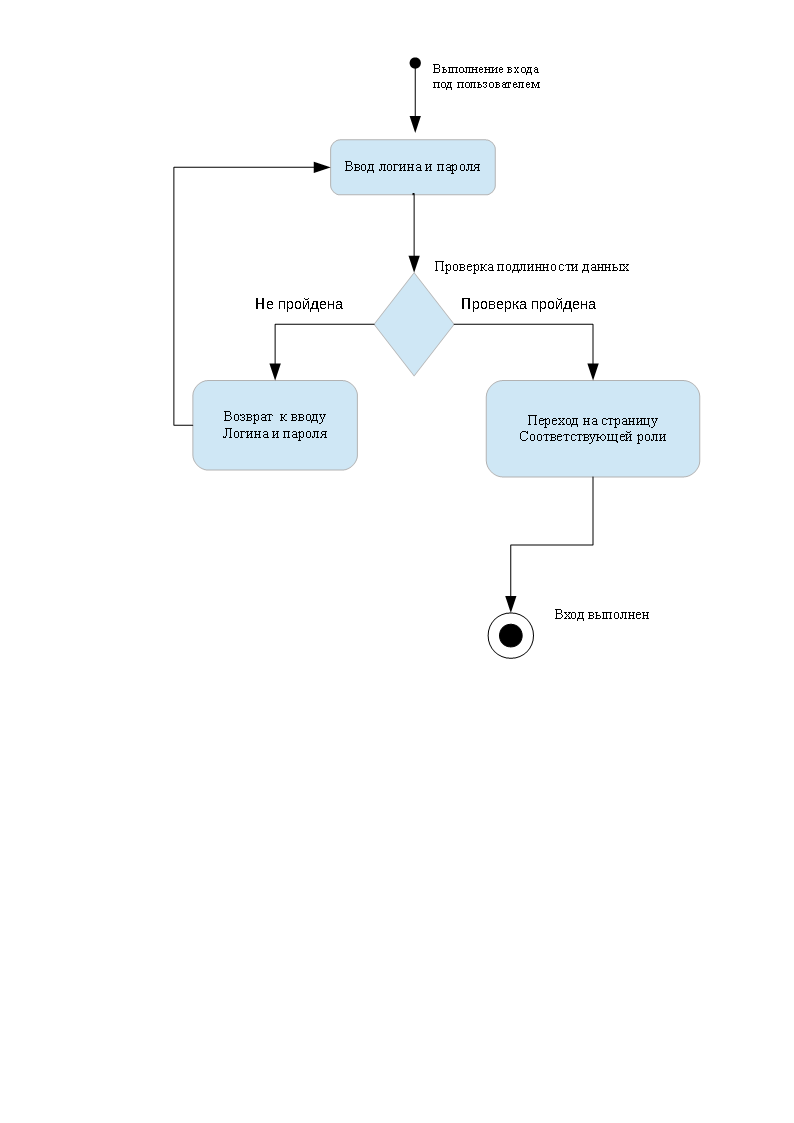 Выполнение входа
под пользователем
Ввод логина и пароля
Проверка подлинности данных
Не пройдена
Проверка пройдена
Возврат к вводу
Логина и пароля
Переход на страницу
Соответствующей роли
Вход выполнен